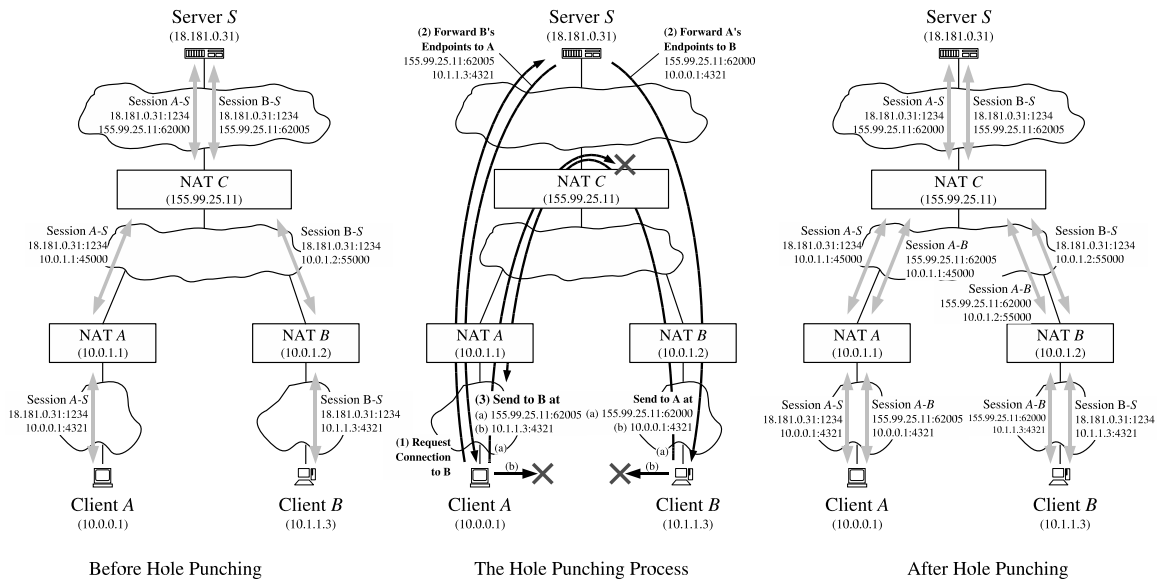 Server S
(18.181.0.31)
Session A-S
18.181.0.31:1234
155.99.25.11:62000
Session B-S
18.181.0.31:1234
155.99.25.11:62005
NAT C
(155.99.25.11)
Session A-S
18.181.0.31:1234
10.0.1.1:45000
Session B-S
18.181.0.31:1234
10.0.1.2:55000
NAT A
(10.0.1.1)
NAT B
(10.0.1.2)
Session A-S
18.181.0.31:1234
10.0.0.1:4321
Session B-S
18.181.0.31:1234
10.1.1.3:4321
Client A
(10.0.0.1)
Client B
(10.1.1.3)
Before Hole Punching
Server S
(18.181.0.31)
(2) Forward B's
Endpoints to A
155.99.25.11:62005
10.1.1.3:4321
(2) Forward A's
Endpoints to B
155.99.25.11:62000
10.0.0.1:4321
NAT C
(155.99.25.11)
NAT A
(10.0.1.1)
NAT B
(10.0.1.2)
(3) Send to B at
(a) 155.99.25.11:62005
(b) 10.1.1.3:4321
Send to A at
(a) 155.99.25.11:62000
(b) 10.0.0.1:4321
(1) Request
Connection
to B
(a)
(b)
(a)
(b)
Client A
(10.0.0.1)
Client B
(10.1.1.3)
The Hole Punching Process
Server S
(18.181.0.31)
Session A-S
18.181.0.31:1234
155.99.25.11:62000
Session B-S
18.181.0.31:1234
155.99.25.11:62005
NAT C
(155.99.25.11)
Session A-S
18.181.0.31:1234
10.0.1.1:45000
Session A-B
155.99.25.11:62005
10.0.1.1:45000
Session B-S
18.181.0.31:1234
10.0.1.2:55000
Session A-B
155.99.25.11:62000
10.0.1.2:55000
NAT A
(10.0.1.1)
NAT B
(10.0.1.2)
Session A-S
18.181.0.31:1234
10.0.0.1:4321
Session A-B
155.99.25.11:62005
10.0.0.1:4321
Session A-B
155.99.25.11:62000
10.1.1.3:4321
Session B-S
18.181.0.31:1234
10.1.1.3:4321
Client A
(10.0.0.1)
Client B
(10.1.1.3)
After Hole Punching